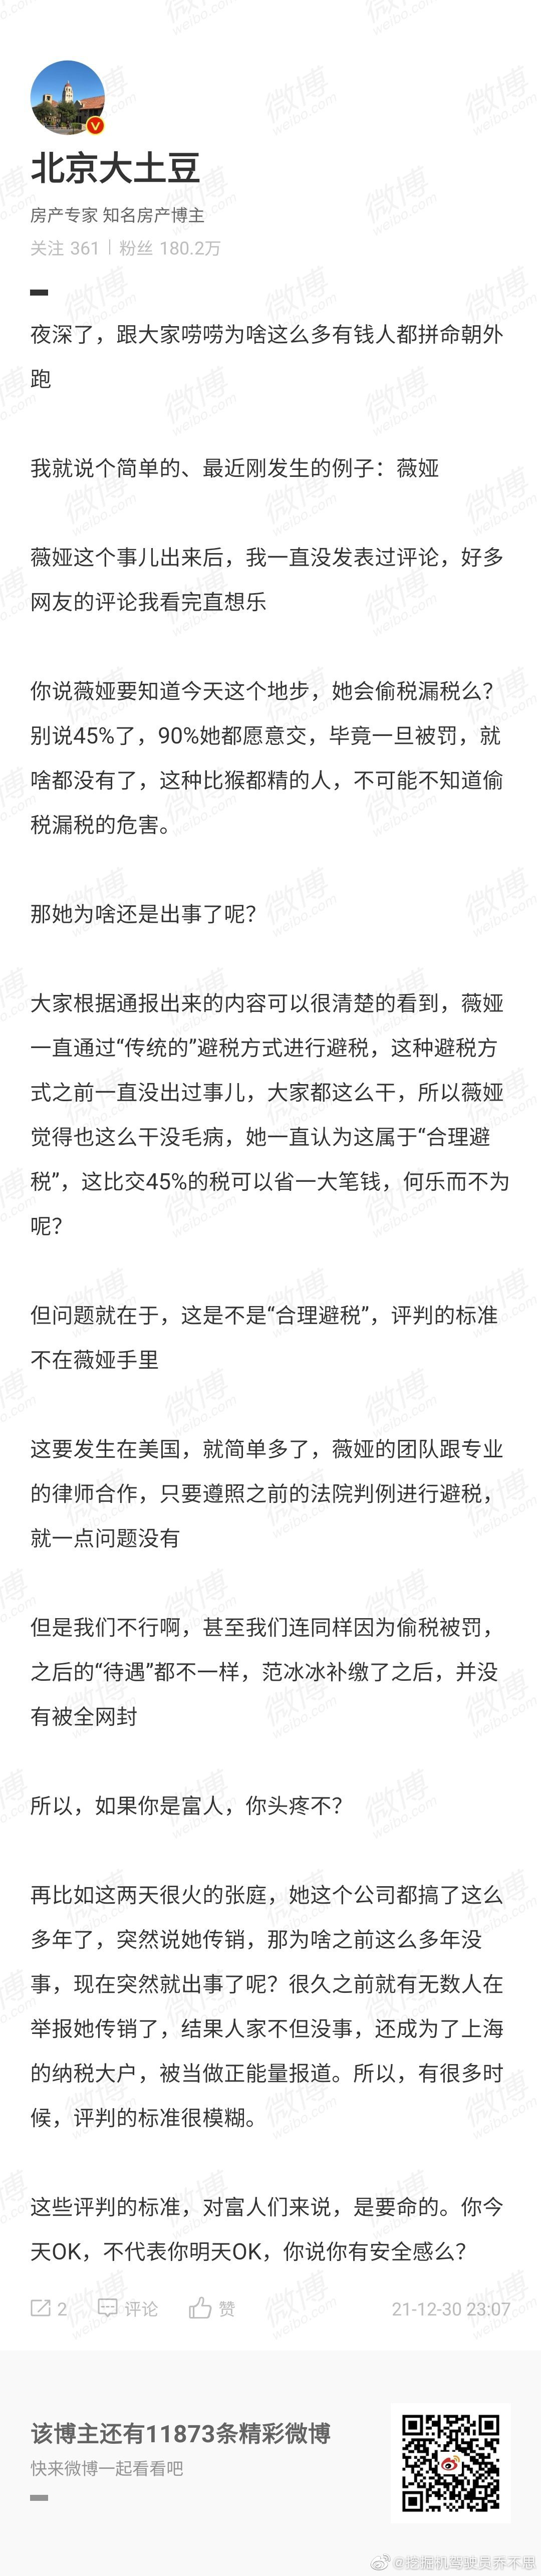 北京大土豆
房产专家 知名房产博主
关注 361 | 粉丝 180.2万
夜深了，跟大家唠唠为啥这么多有钱人都拼命朝外
跑
我就说个简单的、最近刚发生的例子：薇娅
薇娅这个事儿出来后，我一直没发表过评论，好多
网友的评论我看完直想乐
你说薇娅要知道今天这个地步，她会偷税漏税么？
别说45%了，90%她都愿意交，毕竟一旦被罚，就
啥都没有了，这种比猴都精的人，不可能不知道偷
税漏税的危害。
那她为啥还是出事了呢？
大家根据通报出来的内容可以很清楚的看到，薇娅
一直通过“传统的”避税方式进行避税，这种避税方
式之前一直没出过事儿，大家都这么干，所以薇娅
觉得也这么干没毛病，她一直认为这属于“合理避
税”，这比交45%的税可以省一大笔钱，何乐而不为
呢？
但问题就在于，这是不是“合理避税”，评判的标准
不在薇娅手里
这要发生在美国，就简单多了，薇娅的团队跟专业
的律师合作，只要遵照之前的法院判例进行避税，
就一点问题没有
但是我们不行啊，甚至我们连同样因为偷税被罚，
之后的“待遇”都不一样，范冰冰补缴了之后，并没
有被全网封
所以，如果你是富人，你头疼不？
再比如这两天很火的张庭，她这个公司都搞了这么
多年了，突然说她传销，那为啥之前这么多年没
事，现在突然就出事了呢？很久之前就有无数人在
举报她传销了，结果人家不但没事，还成为了上海
的纳税大户，被当做正能量报道。所以，有很多时
候，评判的标准很模糊。
这些评判的标准，对富人们来说，是要命的。你今
天OK，不代表你明天OK，你说你有安全感么？
2 评论 赞 21-12-30 23:07
该博主还有11873条精彩微博
快来微博一起看看吧
@挖掘机驾驶员乔不思